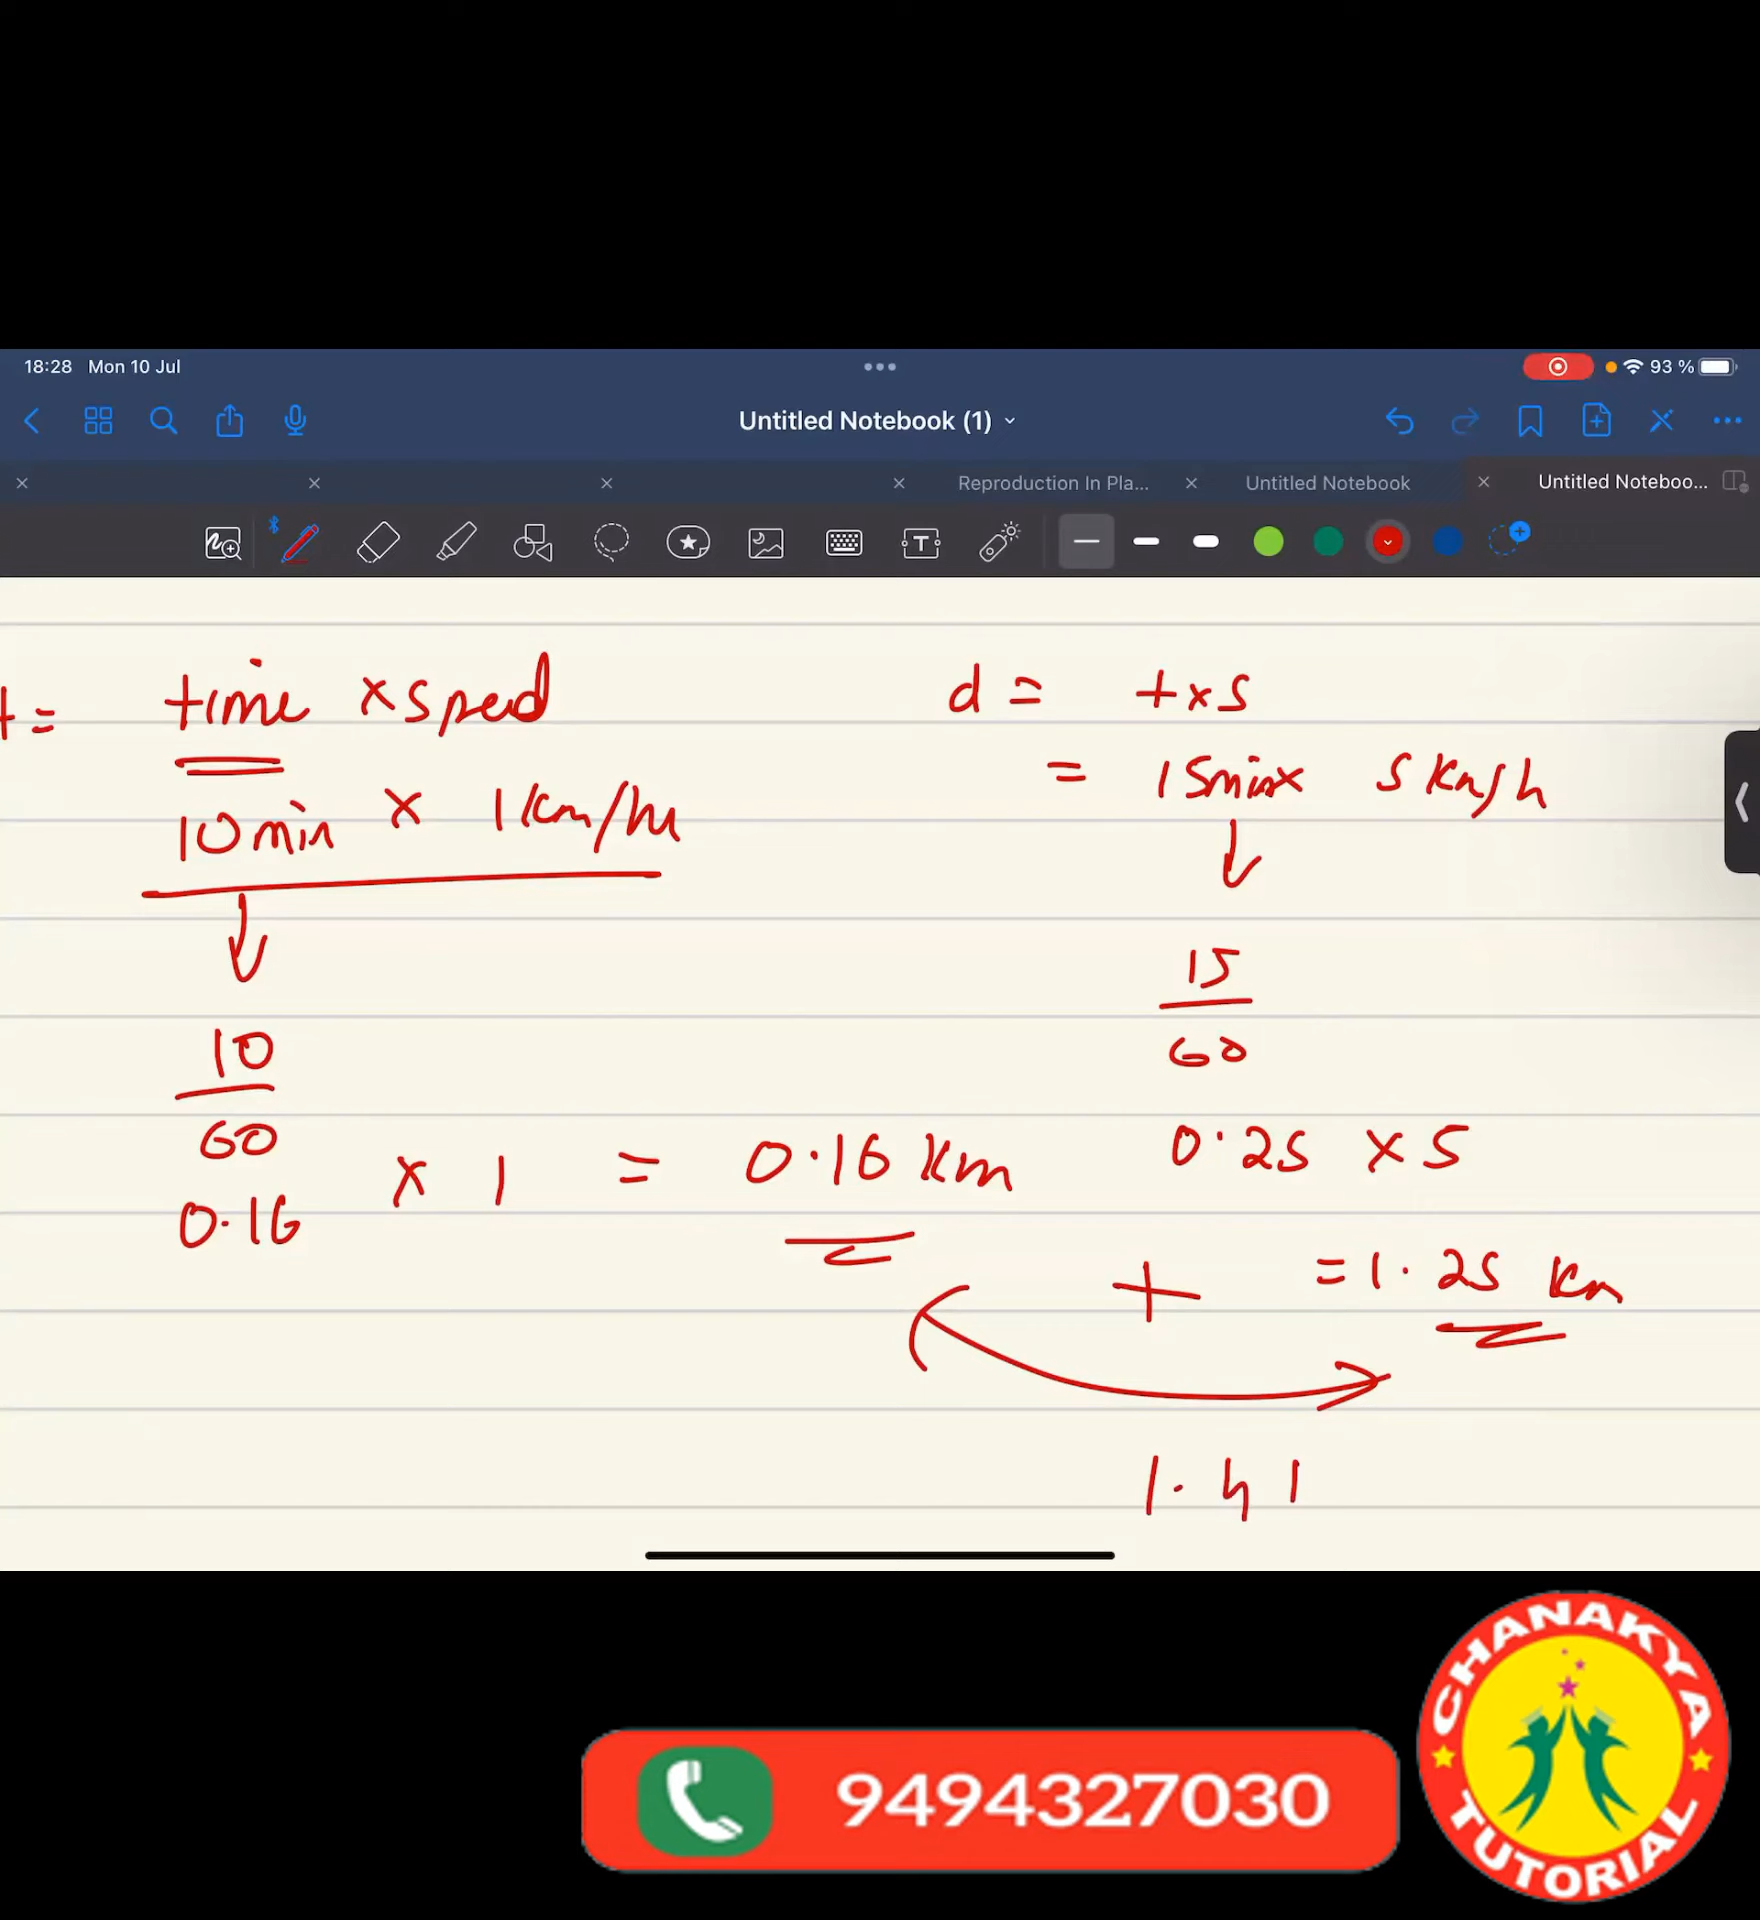 18:28 Mon 10 Jul
93 %
Untitled Notebook (1)
Reproduction In Pla...
Untitled Notebook
Untitled Noteboo...
t = time x speed
10 min x 1 km/hr
10
60
0.16 x 1 = 0.16 km
d = t x s
= 15 min x 5 km/h
15
60
0.25 x 5
+ = 1.25 km
1.41
9494327030
CHANAKYA
TUTORIAL